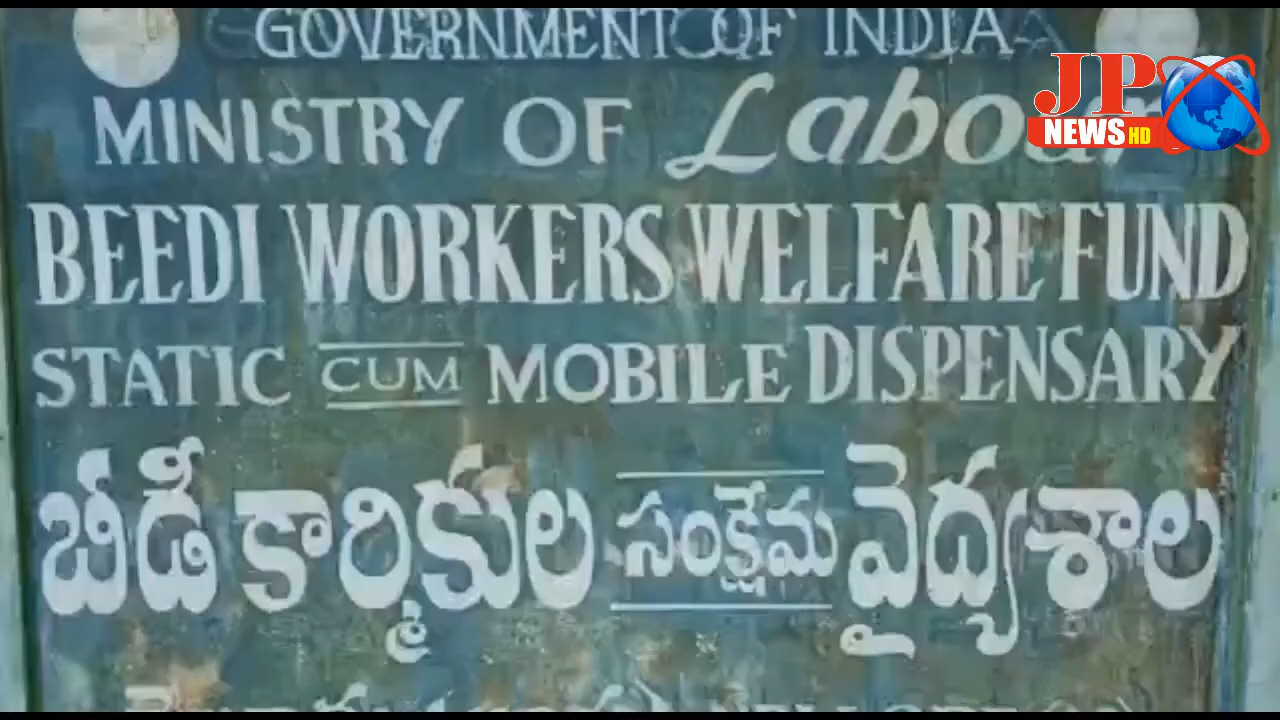 GOVERNMENT OF INDIA
MINISTRY OF Labour
JP
NEWS HD
BEEDI WORKERS WELFARE FUND
STATIC CUM MOBILE DISPENSARY
బీడీ కార్మికుల సంక్షేమ వైద్యశాల